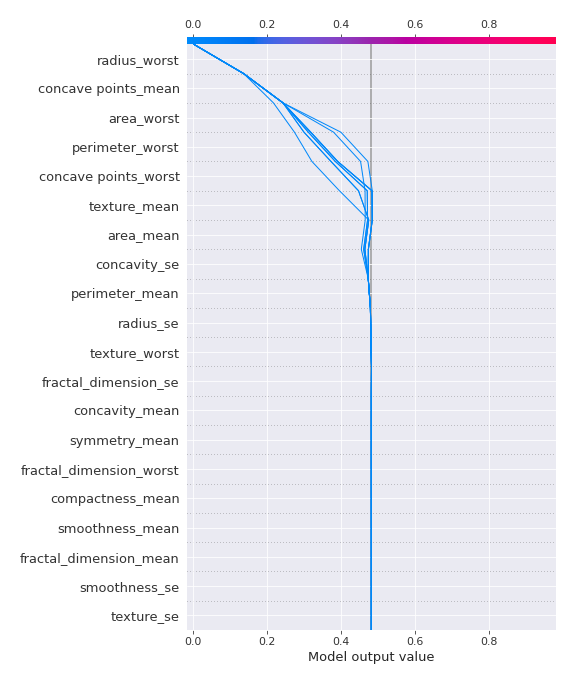 0.0 0.2 0.4 0.6 0.8
radius_worst
concave points_mean
area_worst
perimeter_worst
concave points_worst
texture_mean
area_mean
concavity_se
perimeter_mean
radius_se
texture_worst
fractal_dimension_se
concavity_mean
symmetry_mean
fractal_dimension_worst
compactness_mean
smoothness_mean
fractal_dimension_mean
smoothness_se
texture_se
0.0 0.2 0.4 0.6 0.8
Model output value